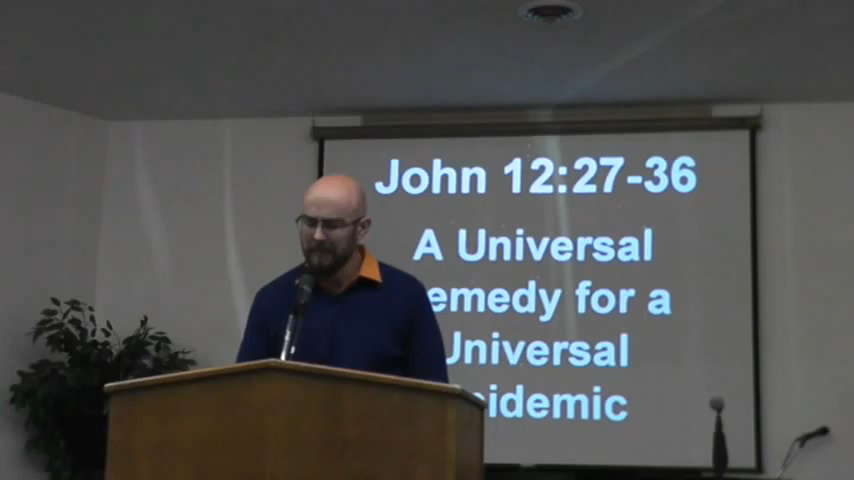 John 12:27-36
A Universal
emedy for a
Universal
idemic